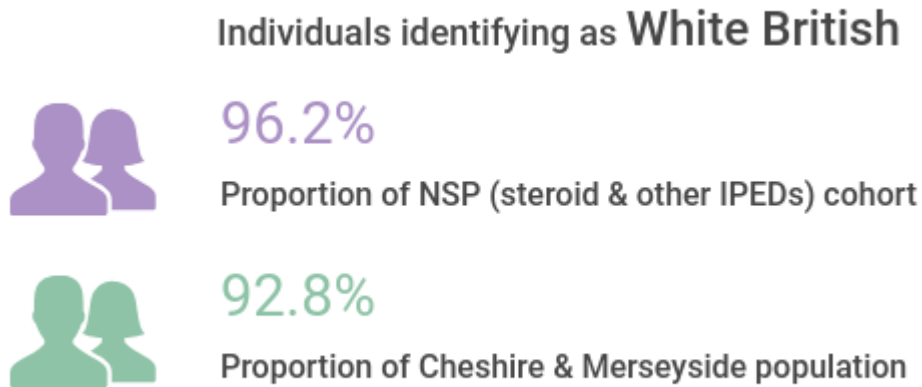 Individuals identifying as White British
96.2%
Proportion of NSP (steroid & other IPEDs) cohort
92.8%
Proportion of Cheshire & Merseyside population